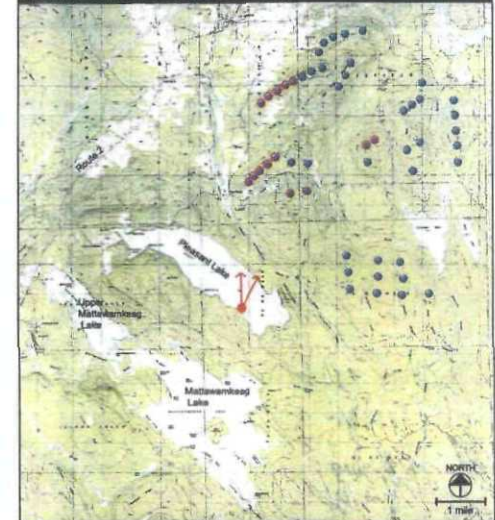 Route 2
Pleasant Lake
Upper
Mattawamkeag
Lake
Mattawamkeag
Lake
NORTH
1 mile